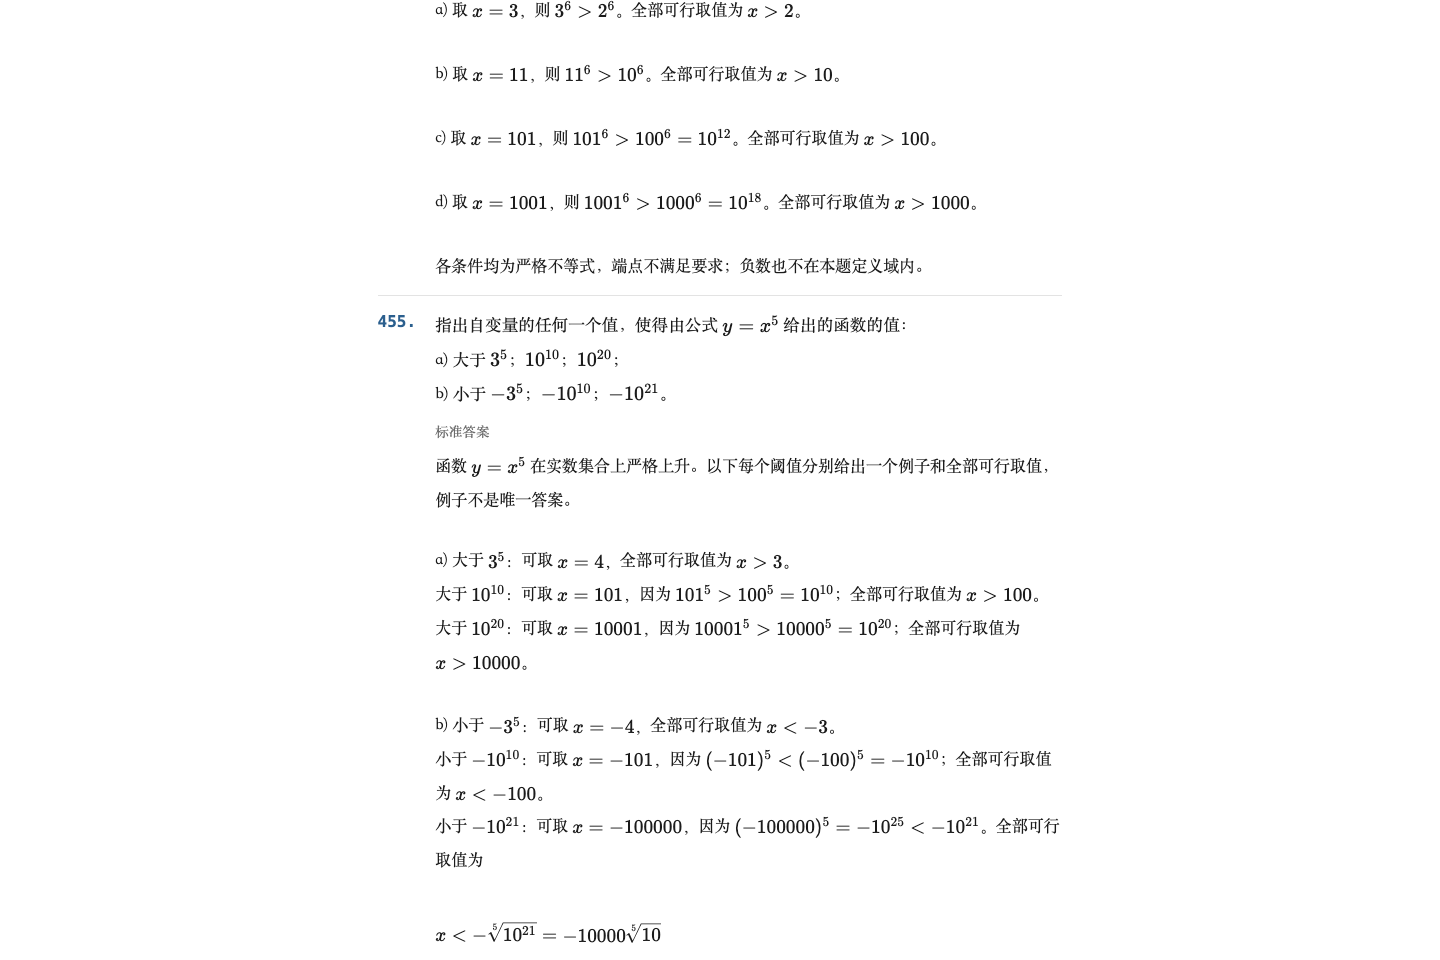 a) 取 x = 3，则 3⁶ > 2⁶。全部可行取值为 x > 2。
b) 取 x = 11，则 11⁶ > 10⁶。全部可行取值为 x > 10。
c) 取 x = 101，则 101⁶ > 100⁶ = 10¹²。全部可行取值为 x > 100。
d) 取 x = 1001，则 1001⁶ > 1000⁶ = 10¹⁸。全部可行取值为 x > 1000。
各条件均为严格不等式，端点不满足要求；负数也不在本题定义域内。
455. 指出自变量的任何一个值，使得由公式 y = x⁵ 给出的函数的值：
a) 大于 3⁵；10¹⁰；10²⁰；
b) 小于 −3⁵；−10¹⁰；−10²¹。
标准答案
函数 y = x⁵ 在实数集合上严格上升。以下每个阈值分别给出一个例子和全部可行取值，
例子不是唯一答案。
a) 大于 3⁵：可取 x = 4，全部可行取值为 x > 3。
大于 10¹⁰：可取 x = 101，因为 101⁵ > 100⁵ = 10¹⁰；全部可行取值为 x > 100。
大于 10²⁰：可取 x = 10001，因为 10001⁵ > 10000⁵ = 10²⁰；全部可行取值为
x > 10000。
b) 小于 −3⁵：可取 x = −4，全部可行取值为 x < −3。
小于 −10¹⁰：可取 x = −101，因为 (−101)⁵ < (−100)⁵ = −10¹⁰；全部可行取值
为 x < −100。
小于 −10²¹：可取 x = −100000，因为 (−100000)⁵ = −10²⁵ < −10²¹。全部可行
取值为
x < −⁵√10²¹ = −10000⁵√10